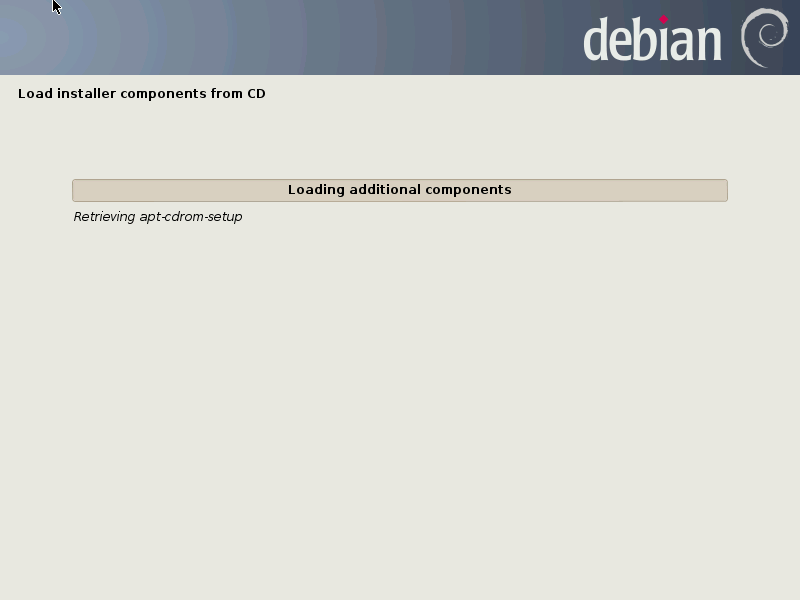 debian
Load installer components from CD
Loading additional components
Retrieving apt-cdrom-setup